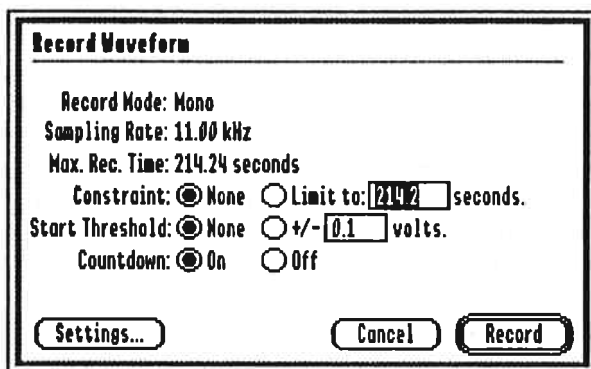 Record Waveform
Record Mode: Mono
Sampling Rate: 11.00 kHz
Max. Rec. Time: 214.24 seconds
Constraint: None Limit to: 214.2 seconds.
Start Threshold: None +/- 0.1 volts.
Countdown: On Off
Settings... Cancel Record